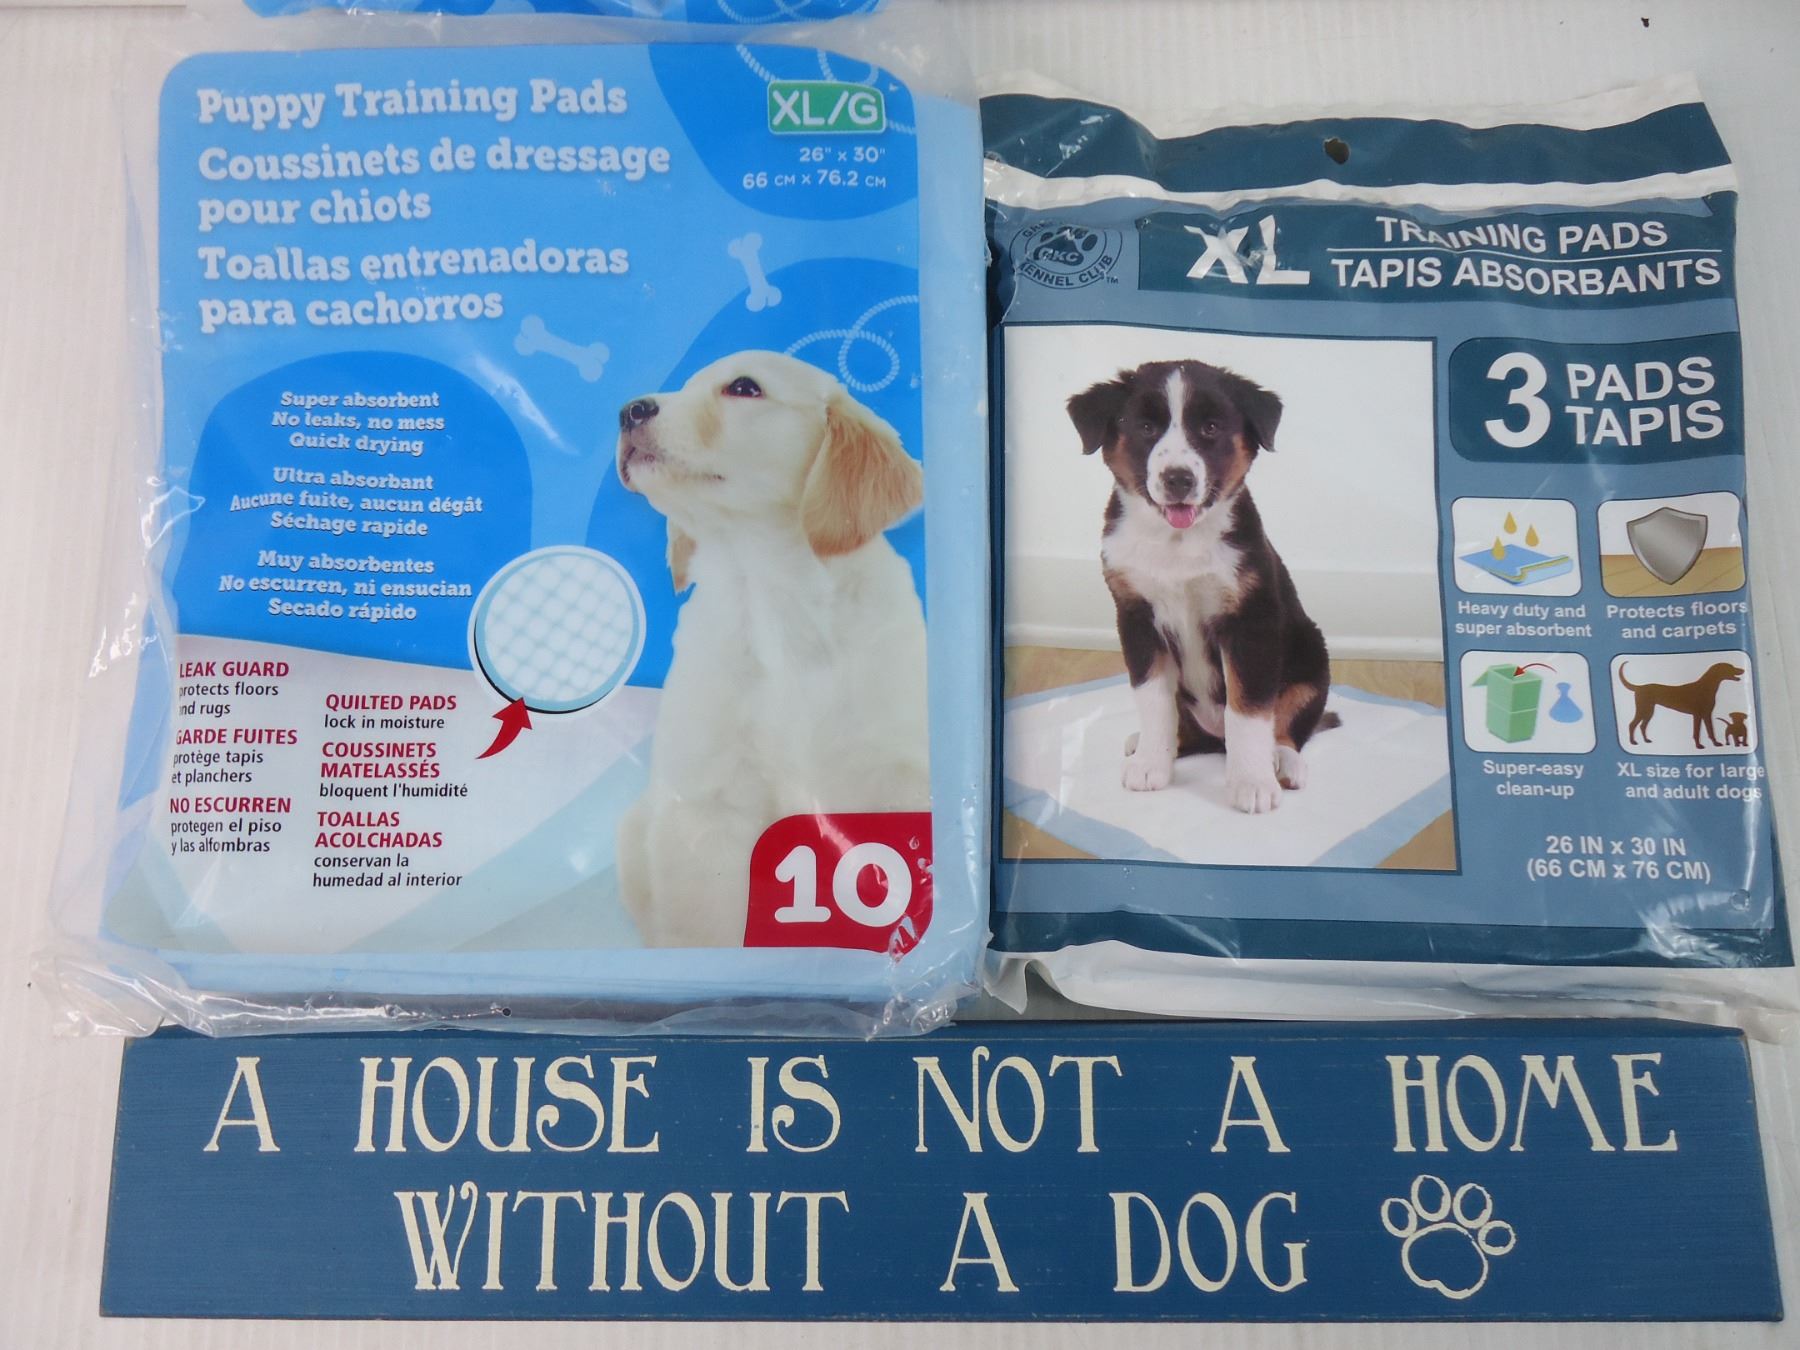 Puppy Training Pads
Coussinets de dressage
pour chiots
Toallas entrenadoras
para cachorros
XL/G
26" x 30"
66 CM x 76.2 CM
Super absorbent
No leaks, no mess
Quick drying
Ultra absorbant
Aucune fuite, aucun dégât
Séchage rapide
Muy absorbentes
No escurren, ni ensucian
Secado rápido
LEAK GUARD
protects floors
and rugs
GARDE FUITES
protège tapis
et planchers
NO ESCURREN
protegen el piso
y las alfombras
QUILTED PADS
lock in moisture
COUSSINETS
MATELASSÉS
bloquent l'humidité
TOALLAS
ACOLCHADAS
conservan la
humedad al interior
10
GKC
KENNEL CLUB™
XL
TRAINING PADS
TAPIS ABSORBANTS
3 PADS
TAPIS
Heavy duty and
super absorbent
Protects floors
and carpets
Super-easy
clean-up
XL size for large
and adult dogs
26 IN x 30 IN
(66 CM x 76 CM)
A HOUSE IS NOT A HOME
WITHOUT A DOG